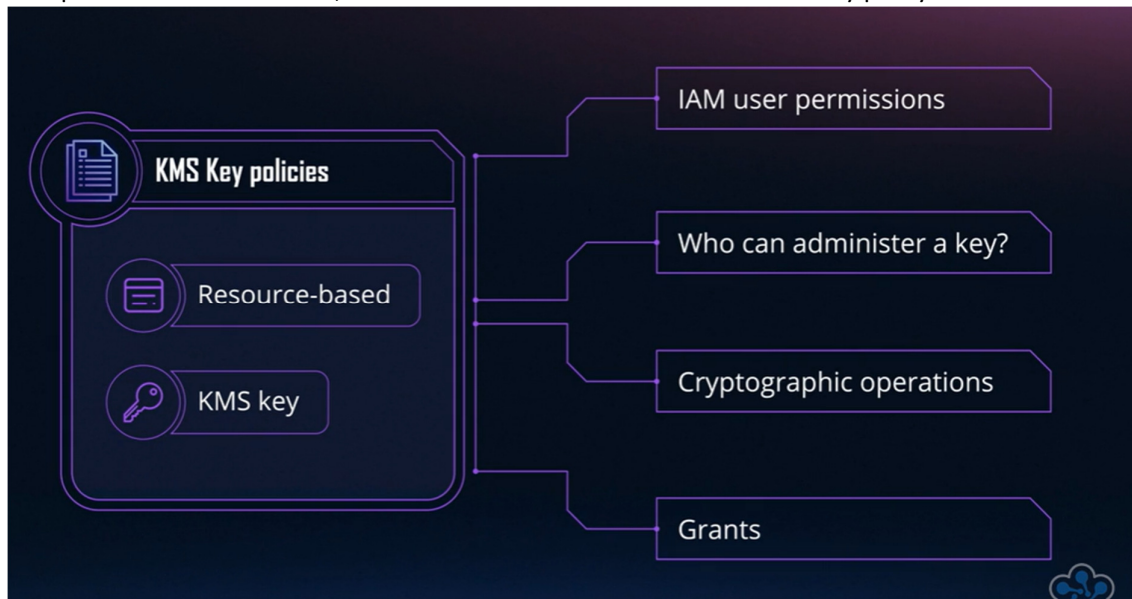 KMS Key policies
Resource-based
KMS key
IAM user permissions
Who can administer a key?
Cryptographic operations
Grants